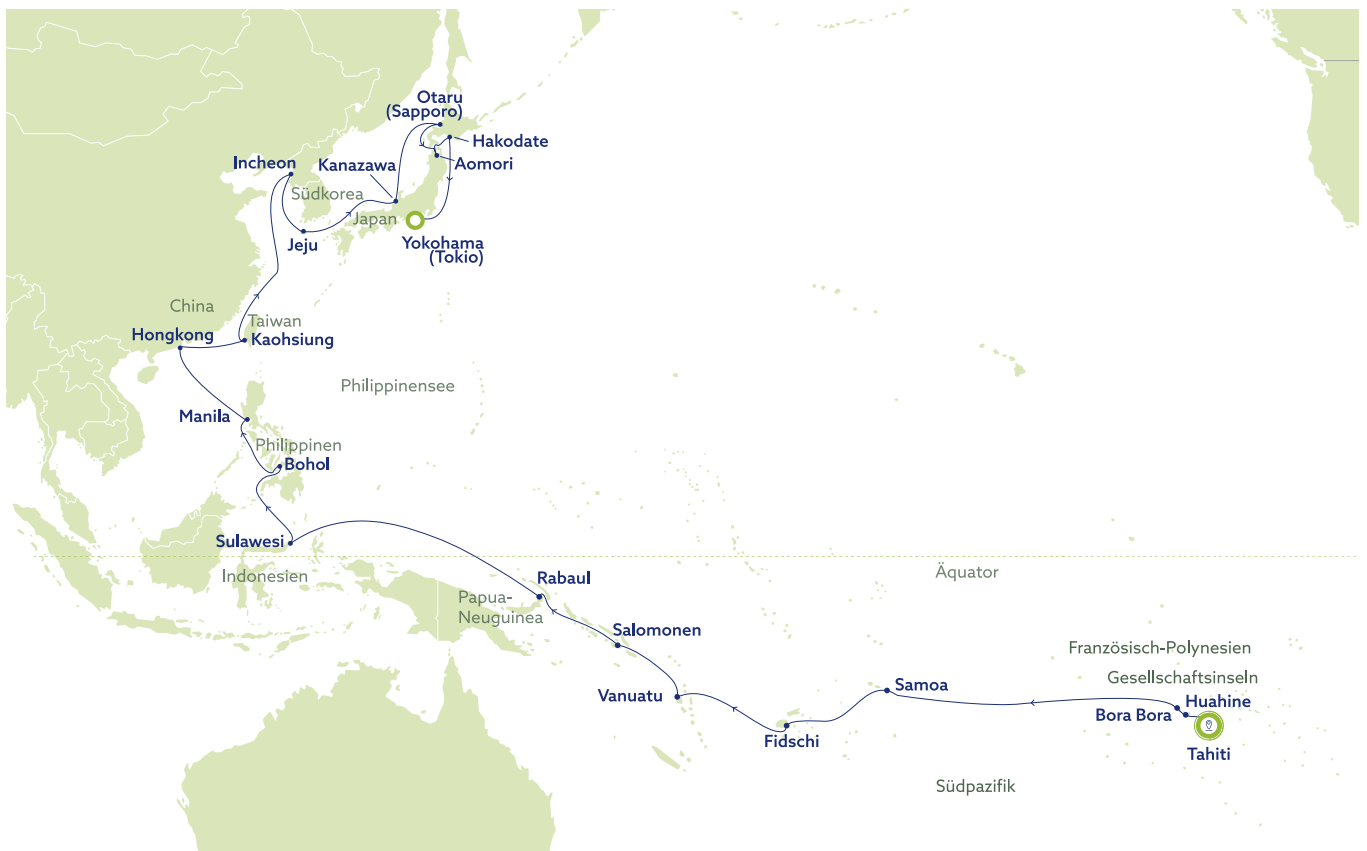 Otaru
(Sapporo)
Hakodate
Aomori
Incheon
Kanazawa
Südkorea
Japan
Jeju
Yokohama
(Tokio)
China
Taiwan
Hongkong
Kaohsiung
Philippinensee
Manila
Philippinen
Bohol
Sulawesi
Indonesien
Äquator
Rabaul
Papua-
Neuguinea
Salomonen
Französisch-Polynesien
Gesellschaftsinseln
Samoa
Vanuatu
Huahine
Bora Bora
Fidschi
Tahiti
Südpazifik